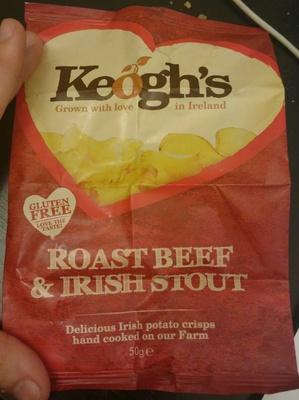 Keogh's
Grown with love in Ireland
GLUTEN
FREE
LOVE THE
TASTE!
ROAST BEEF
& IRISH STOUT
Delicious Irish potato crisps
hand cooked on our Farm
50g e